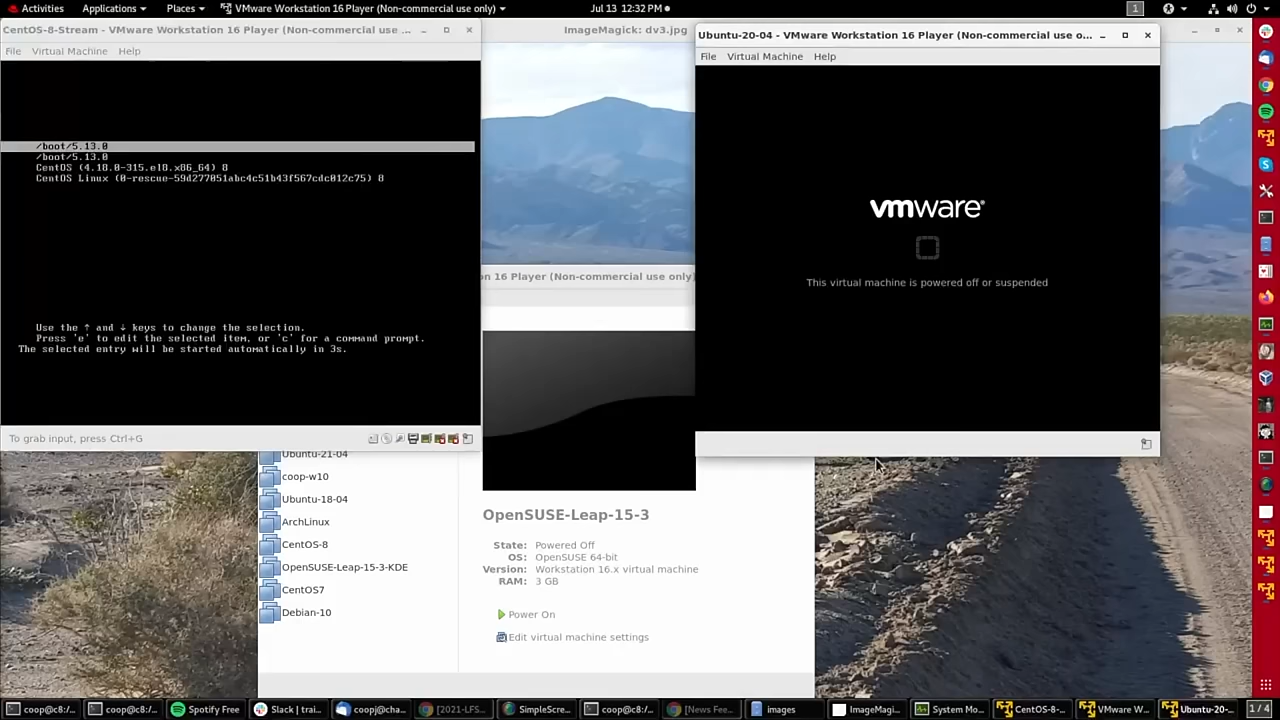 Activities Applications Places VMware Workstation 16 Player (Non-commercial use only) Jul 13 12:32 PM 1
CentOS-8-Stream - VMware Workstation 16 Player (Non-commercial use ...
File Virtual Machine Help
/boot/5.13.0
/boot/5.13.0
CentOS (4.18.0-315.el8.x86_64) 8
CentOS Linux (0-rescue-59d277051abc4c51b43f567cdc012c75) 8
Use the ↑ and ↓ keys to change the selection.
Press 'e' to edit the selected item, or 'c' for a command prompt.
The selected entry will be started automatically in 3s.
To grab input, press Ctrl+G
ImageMagick: dv3.jpg
on 16 Player (Non-commercial use only)
Ubuntu-20-04 - VMware Workstation 16 Player (Non-commercial use o...
File Virtual Machine Help
vmware®
This virtual machine is powered off or suspended
Ubuntu-21-04
coop-w10
Ubuntu-18-04
ArchLinux
CentOS-8
OpenSUSE-Leap-15-3-KDE
CentOS7
Debian-10
OpenSUSE-Leap-15-3
State: Powered Off
OS: OpenSUSE 64-bit
Version: Workstation 16.x virtual machine
RAM: 3 GB
Power On
Edit virtual machine settings
coop@c8:/... coop@c8:/... Spotify Free Slack | trai... coopj@cha... [2021-LFS... SimpleScre... coop@c8:/... [News Fee... images ImageMagi... System Mo... CentOS-8-... VMware W... Ubuntu-20-... 1 / 4